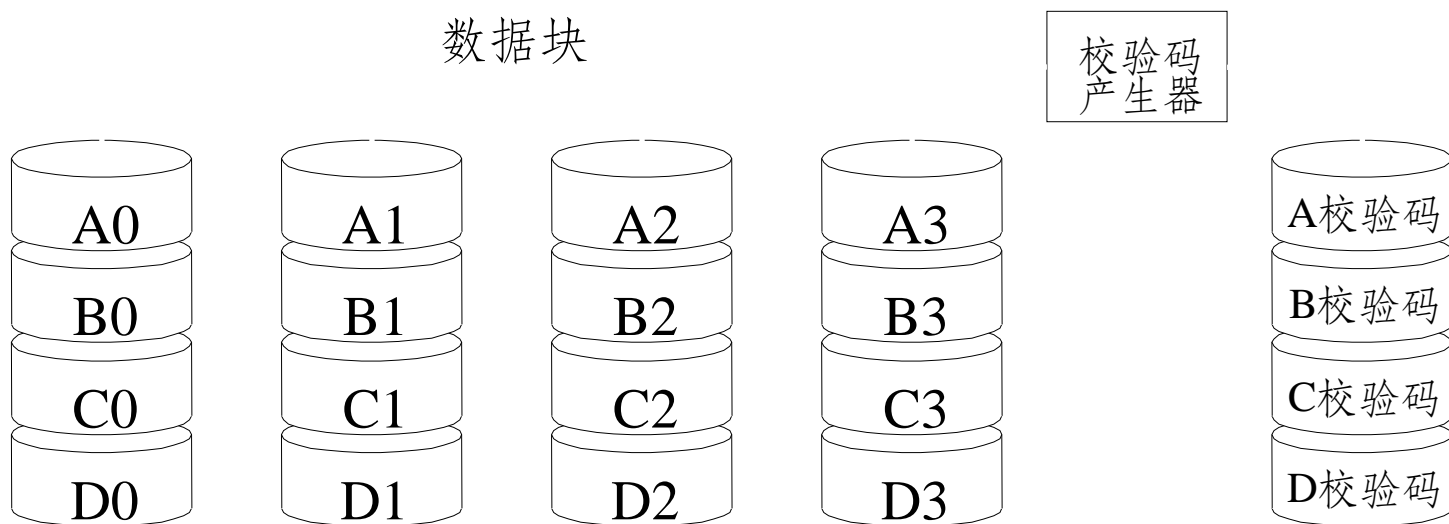 数据块
校验码
产生器
A0 A1 A2 A3 A校验码
B0 B1 B2 B3 B校验码
C0 C1 C2 C3 C校验码
D0 D1 D2 D3 D校验码